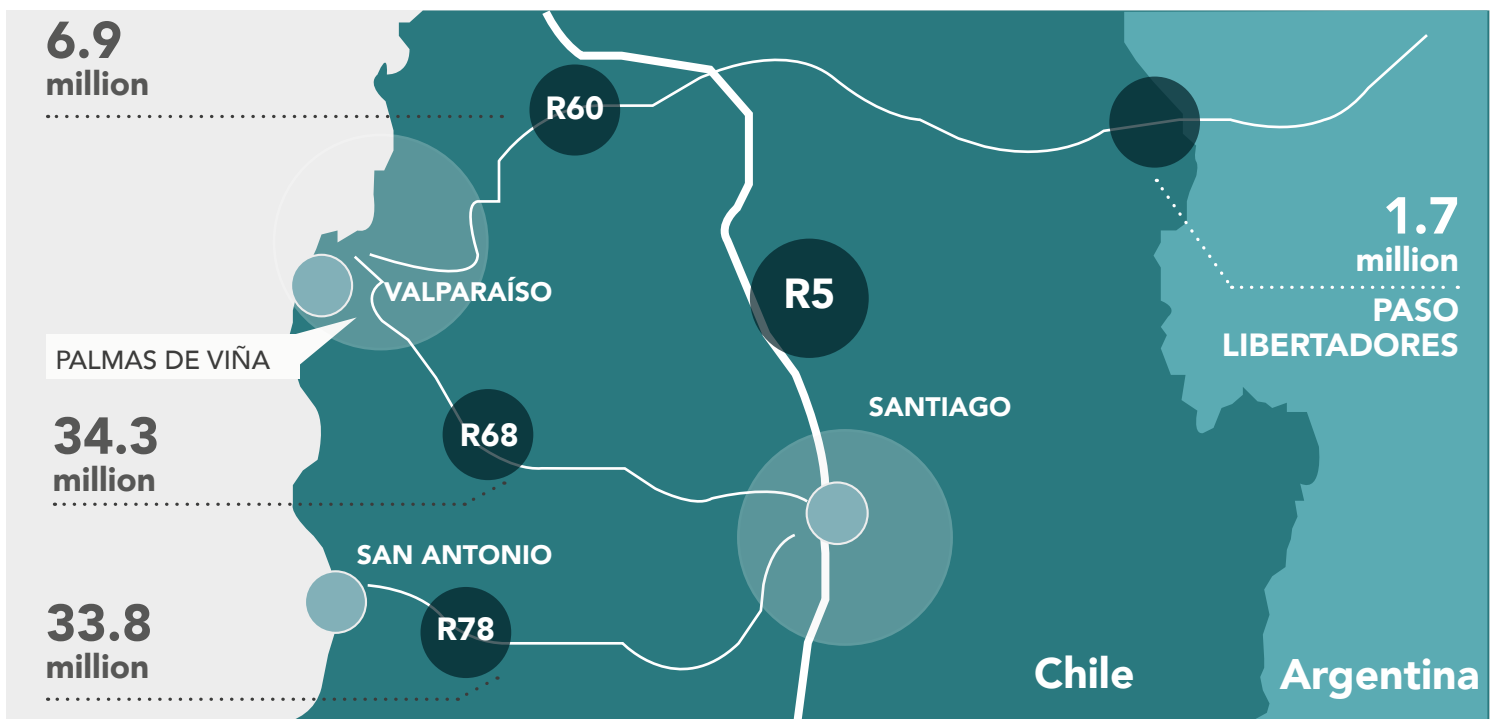 6.9
million
R60
1.7
million
PASO
LIBERTADORES
R5
VALPARAÍSO
PALMAS DE VIÑA
SANTIAGO
34.3
million
R68
SAN ANTONIO
33.8
million
R78
Chile
Argentina